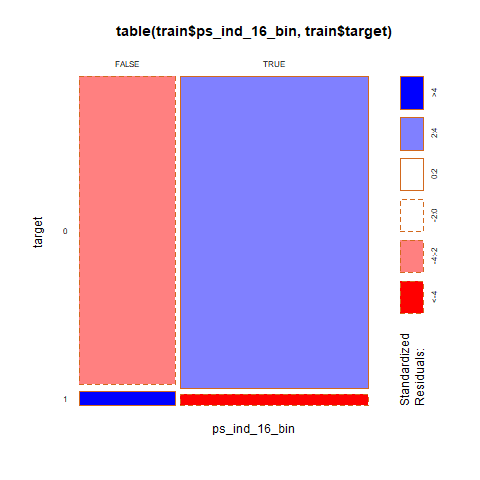 table(train$ps_ind_16_bin, train$target)
FALSE
TRUE
target
0
1
ps_ind_16_bin
>4
2:4
0:2
-2:0
-4:-2
<-4
Standardized
Residuals: